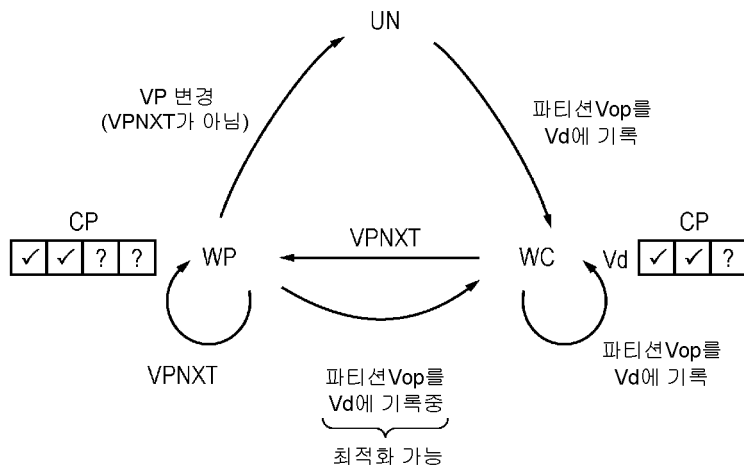 UN
VP 변경
(VPNXT가 아님)
파티션Vop를
Vd에 기록
CP
✓ ✓ ? ?
WP
VPNXT
WC
Vd
CP
✓ ✓ ?
VPNXT
파티션Vop를
Vd에 기록중
최적화 가능
파티션Vop를
Vd에 기록